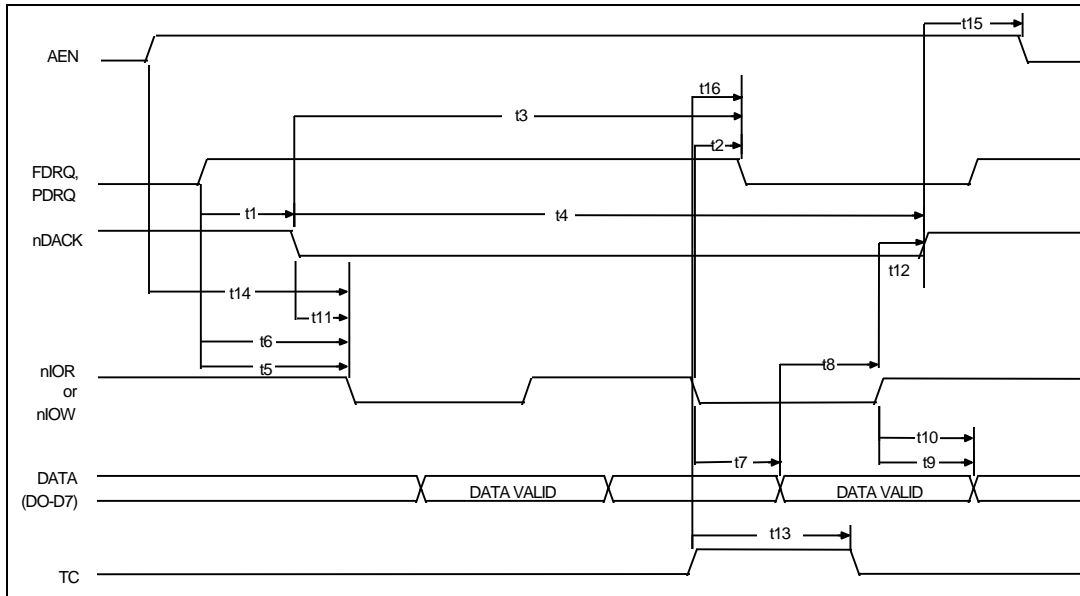 t15
AEN
t16
t3
t2
FDRQ,
PDRQ
t1
t4
nDACK
t12
t14
t11
t6
t5
t8
nIOR
or
nIOW
t10
t7
t9
DATA
(DO-D7)
DATA VALID
DATA VALID
t13
TC